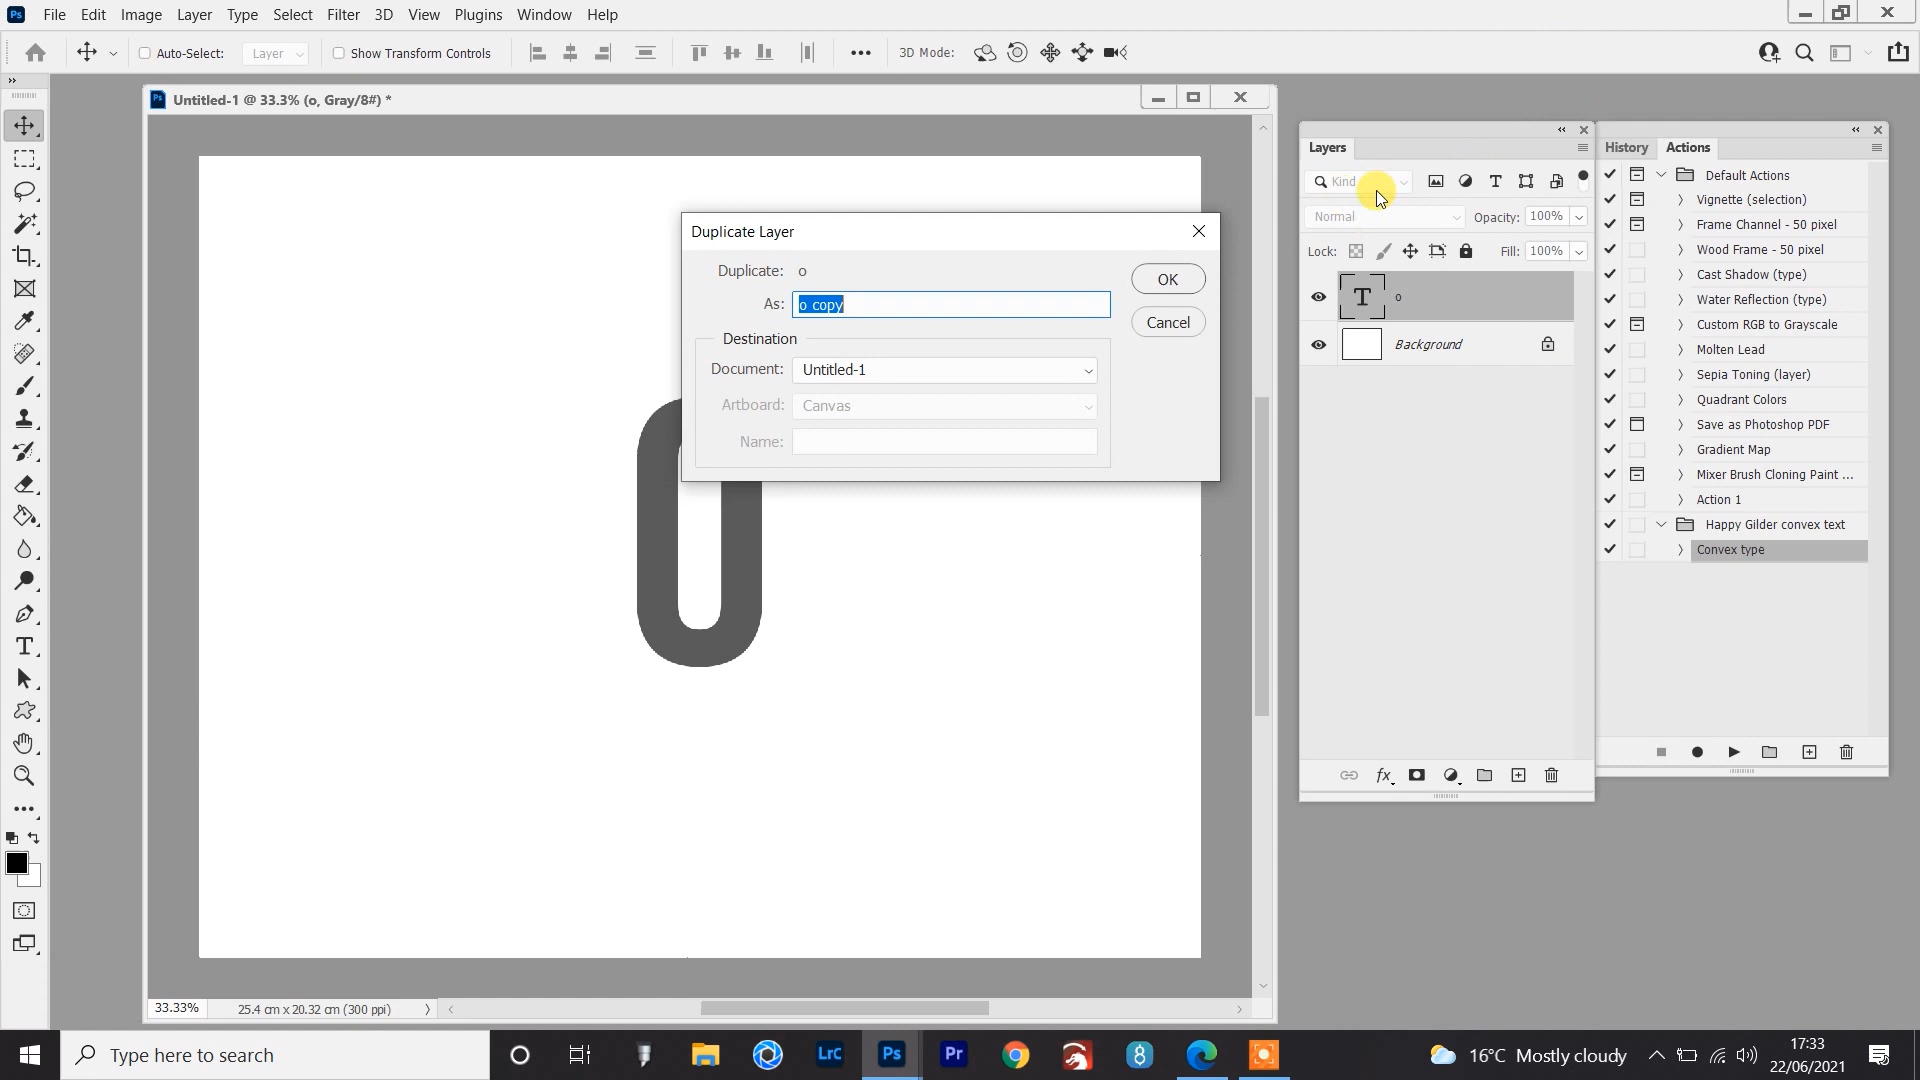 File Edit Image Layer Type Select Filter 3D View Plugins Window Help
Auto-Select: Layer Show Transform Controls 3D Mode:
Untitled-1 @ 33.3% (o, Gray/8#) *
Duplicate Layer
Duplicate: o
As: o copy
Destination
Document: Untitled-1
Artboard: Canvas
Name:
OK
Cancel
o
33.33% 25.4 cm x 20.32 cm (300 ppi)
Layers
Kind
Normal Opacity: 100%
Lock: Fill: 100%
T o
Background
fx
History Actions
Default Actions
Vignette (selection)
Frame Channel - 50 pixel
Wood Frame - 50 pixel
Cast Shadow (type)
Water Reflection (type)
Custom RGB to Grayscale
Molten Lead
Sepia Toning (layer)
Quadrant Colors
Save as Photoshop PDF
Gradient Map
Mixer Brush Cloning Paint ...
Action 1
Happy Gilder convex text
Convex type
Type here to search LrC Ps Pr 16°C Mostly cloudy
17:33
22/06/2021